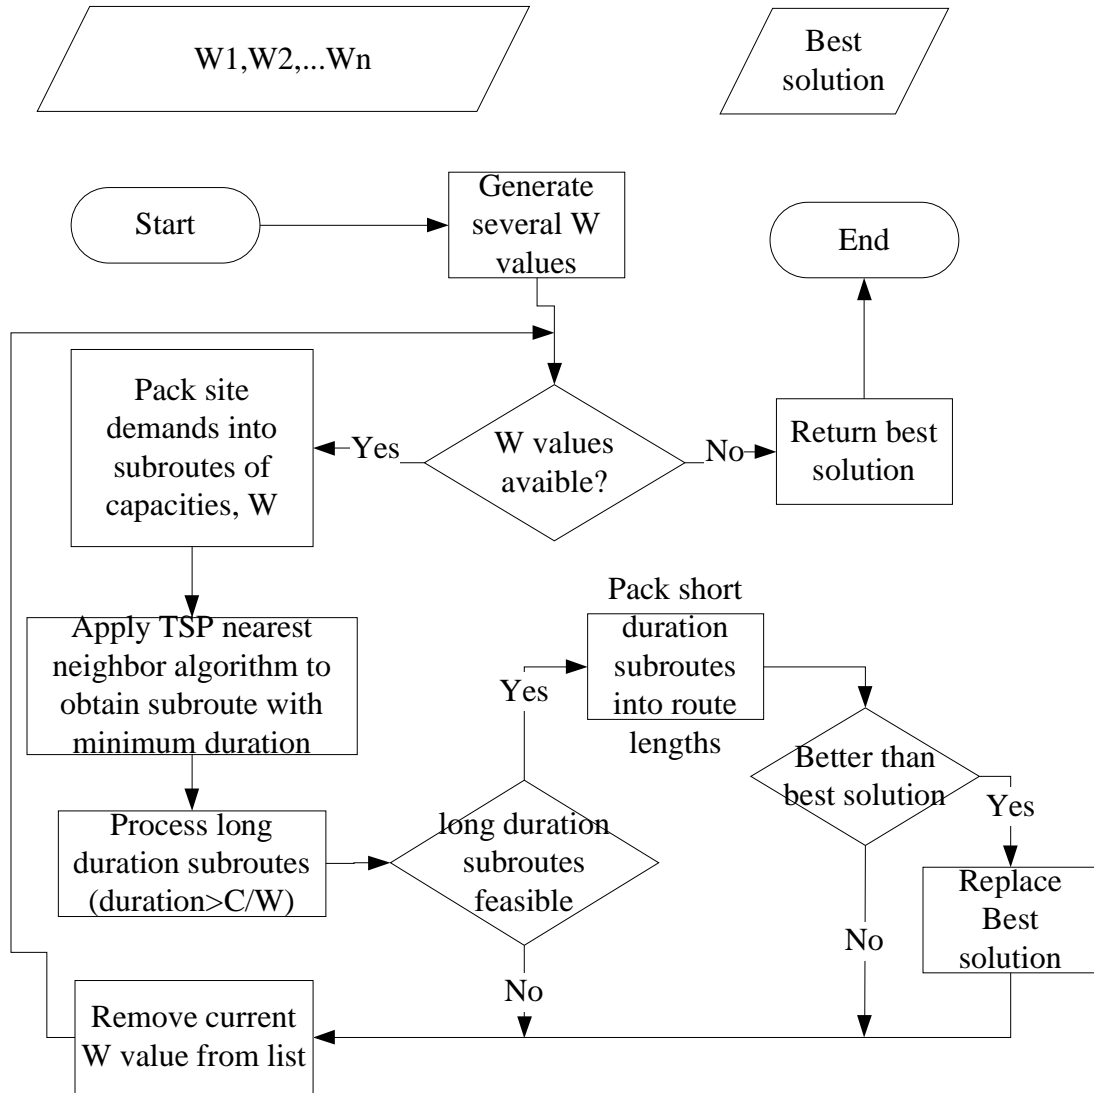 W1,W2,...Wn
Best
solution
Start
Generate
several W
values
End
Pack site
demands into
subroutes of
capacities, W
Yes
W values
avaible?
No
Return best
solution
Apply TSP nearest
neighbor algorithm to
obtain subroute with
minimum duration
Pack short
duration
subroutes
into route
lengths
Yes
Better than
best solution
Yes
Process long
duration subroutes
(duration>C/W)
long duration
subroutes
feasible
Replace
Best
solution
No
No
Remove current
W value from list